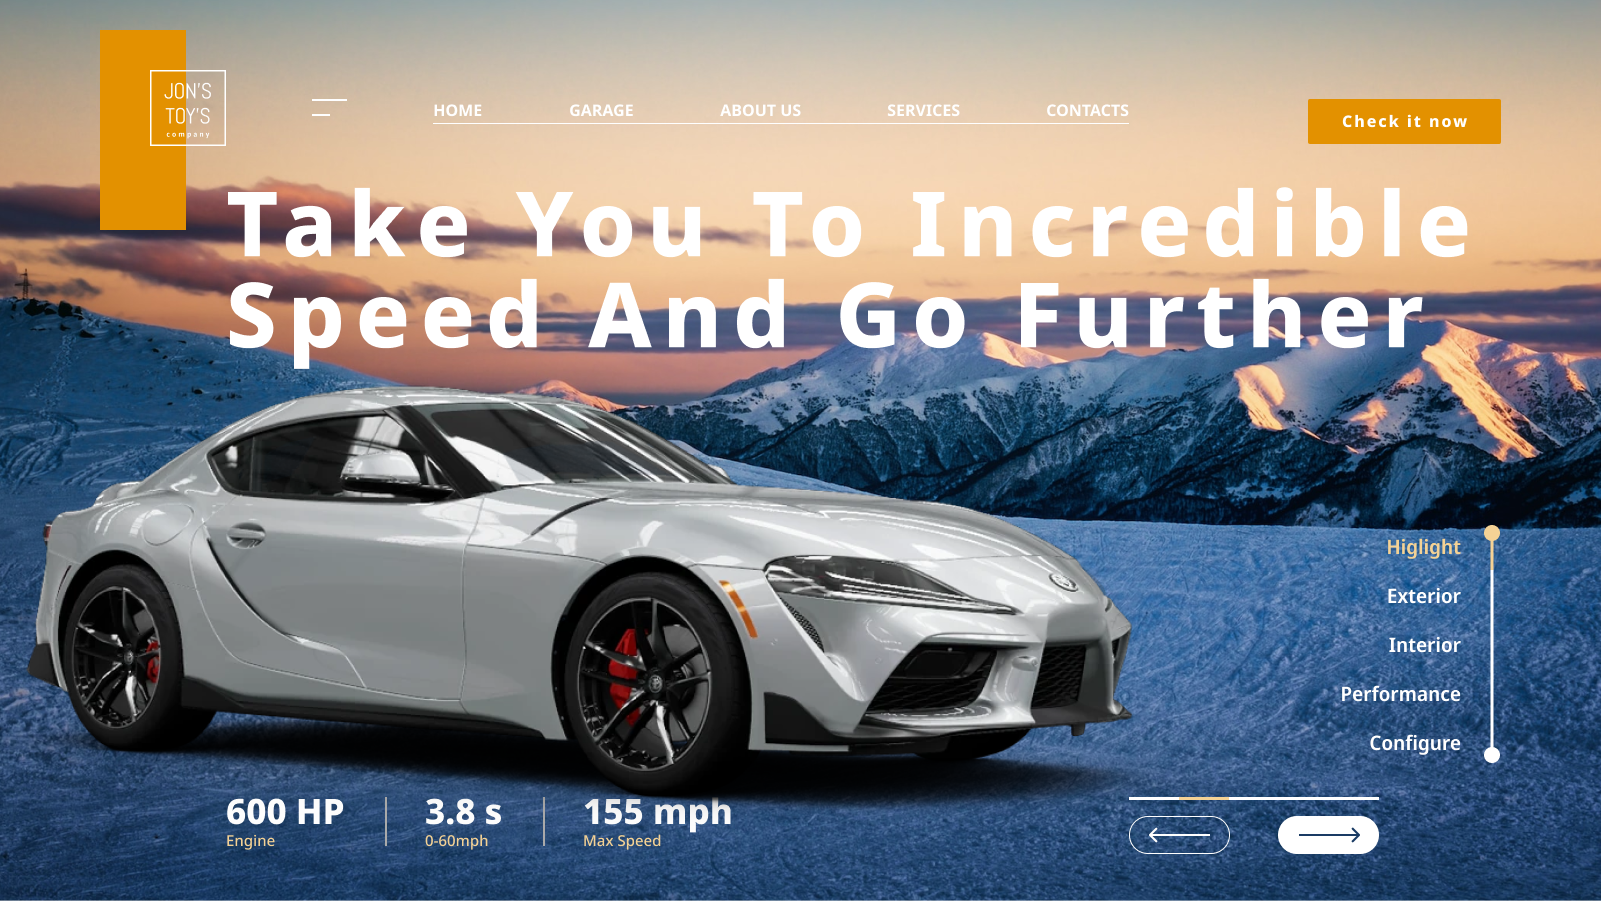 JON'S
TOY'S
company
HOME GARAGE ABOUT US SERVICES CONTACTS
Check it now
Take You To Incredible
Speed And Go Further
Higlight
Exterior
Interior
Performance
Configure
600 HP 3.8 s 155 mph
Engine 0-60mph Max Speed